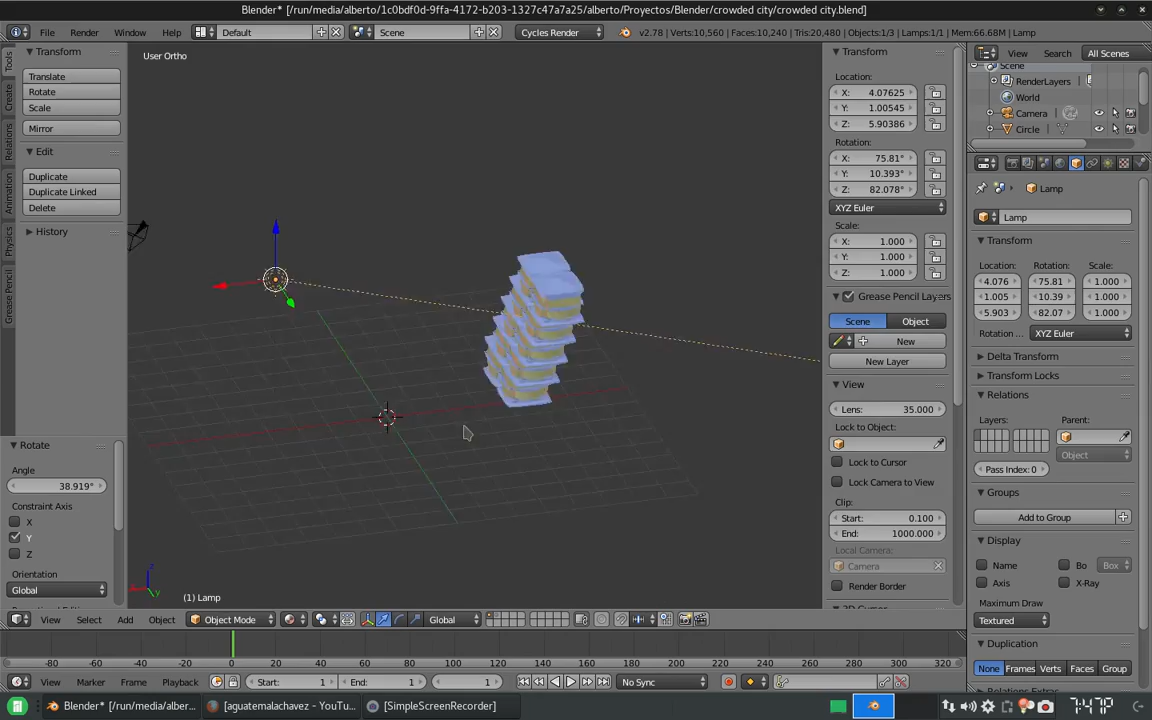 Blender* [/run/media/alberto/1c0bdf0d-9ffa-4172-b203-1327c47a7a25/alberto/Proyectos/Blender/crowded city/crowded city.blend]
File Render Window Help Default Scene Cycles Render v2.78 | Verts:10,560 | Faces:10,240 | Tris:20,480 | Objects:1/3 | Lamps:1/1 | Mem:66.68M | Lamp
Tools
Create
Relations
Animation
Physics
Grease Pencil
Transform
Translate
Rotate
Scale
Mirror
Edit
Duplicate
Duplicate Linked
Delete
History
Rotate
Angle
38.919°
Constraint Axis
X
Y
Z
Orientation
Global
User Ortho
(1) Lamp
Transform
Location:
X: 4.07625
Y: 1.00545
Z: 5.90386
Rotation:
X: 75.81°
Y: 10.393°
Z: 82.078°
XYZ Euler
Scale:
X: 1.000
Y: 1.000
Z: 1.000
Grease Pencil Layers
Scene Object
New
New Layer
View
Lens: 35.000
Lock to Object:
Lock to Cursor
Lock Camera to View
Clip:
Start: 0.100
End: 1000.000
Local Camera:
Camera
Render Border
View Search All Scenes
Scene
RenderLayers
World
Camera
Circle
Lamp
Lamp
Transform
Location: Rotation: Scale:
4.076 75.81 1.000
1.005 10.39 1.000
5.903 82.07 1.000
Rotation ... XYZ Euler
Delta Transform
Transform Locks
Relations
Layers: Parent:
Object
Pass Index: 0
Groups
Add to Group
Display
Name Bo Box
Axis X-Ray
Maximum Draw
Textured
Duplication
None Frames Verts Faces Group
View Select Add Object Object Mode Global
-80 -60 -40 -20 0 20 40 60 80 100 120 140 160 180 200 220 240 260 280 300 320
View Marker Frame Playback Start: 1 End: 1 1 No Sync
Blender* [/run/media/alber... [aguatemalachavez - YouTu... [SimpleScreenRecorder] 7:47P